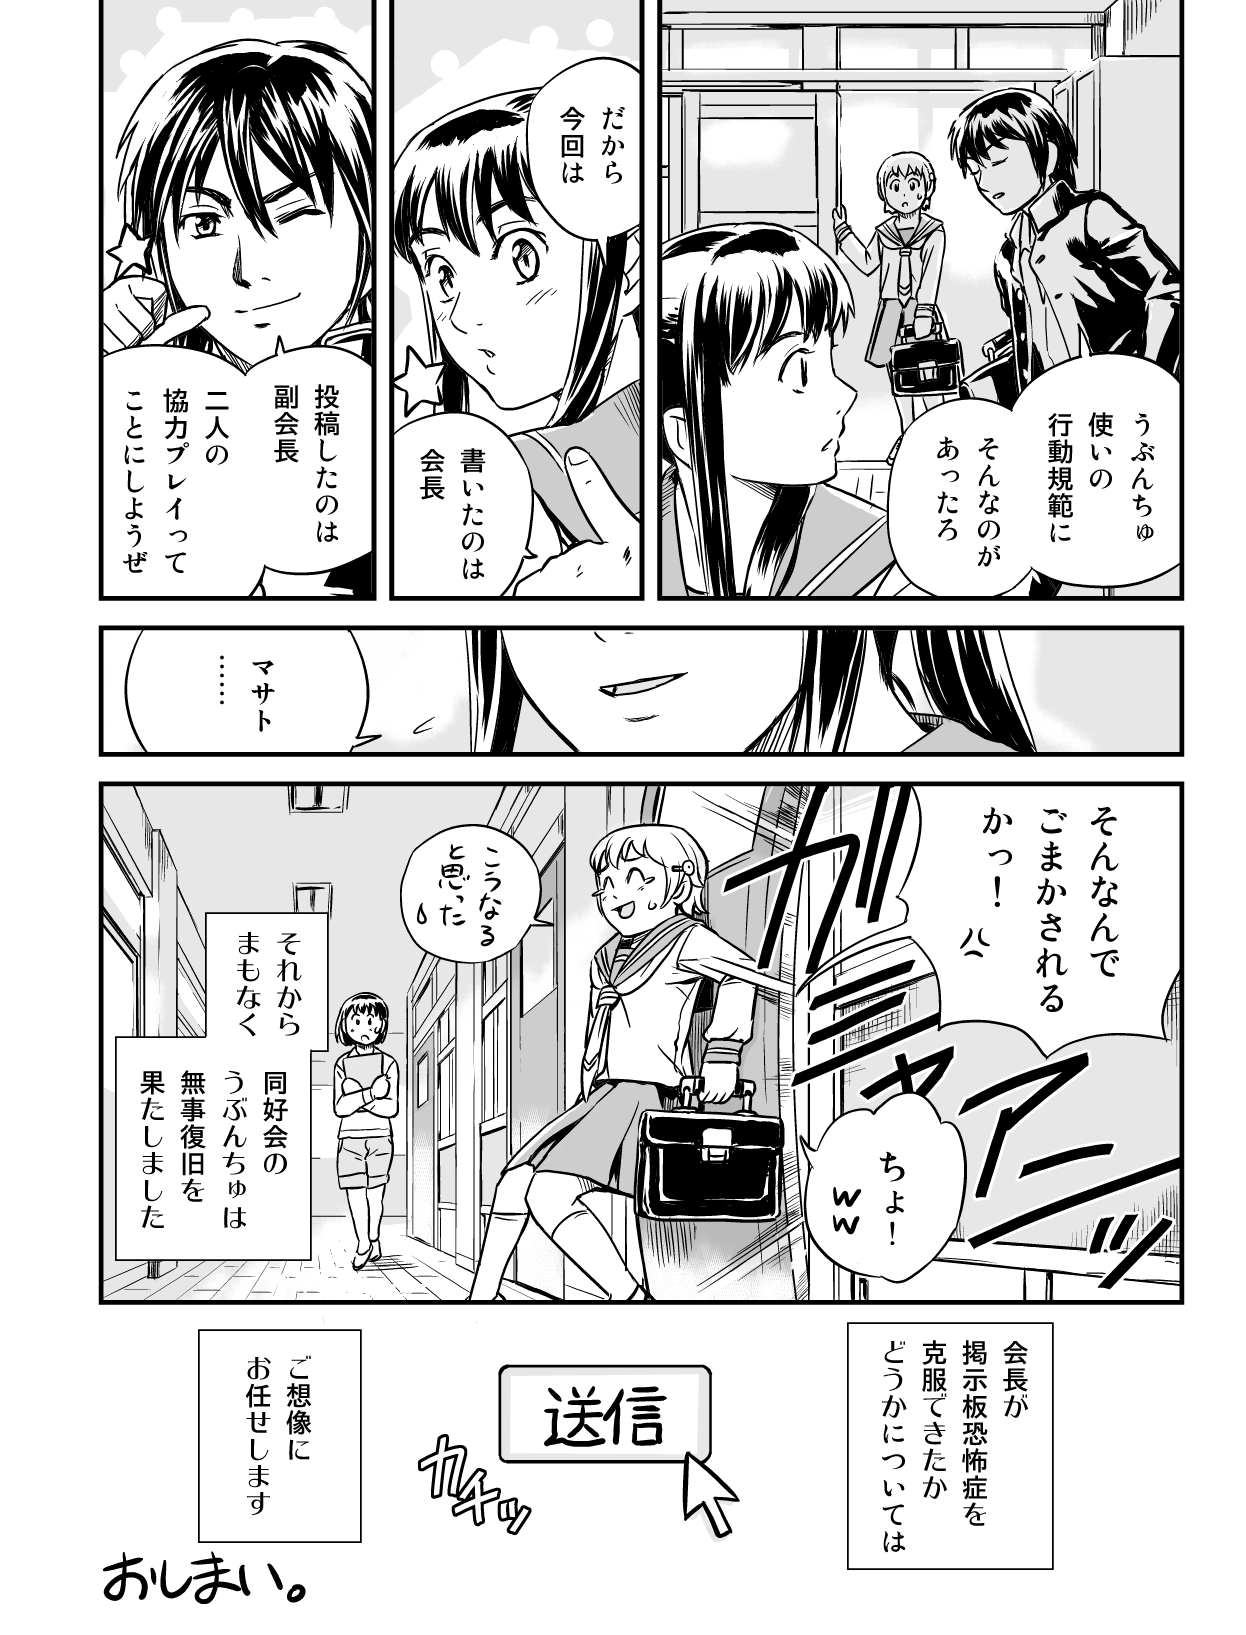 うぶんちゅ
使いの
行動規範に
そんなのが
あったろ
だから
今回は
書いたのは
会長
投稿したのは
副会長
二人の
協力プレイって
ことにしようぜ
マサト
……
そんなんで
ごまかされる
かっ！
ガシャアーン
ちょ！
ww
こうなる
と思った
それから
まもなく
同好会の
うぶんちゅは
無事復旧を
果たしました
会長が
掲示板恐怖症を
克服できたか
どうかについては
送信
カチッ
ご想像に
お任せします
おしまい。